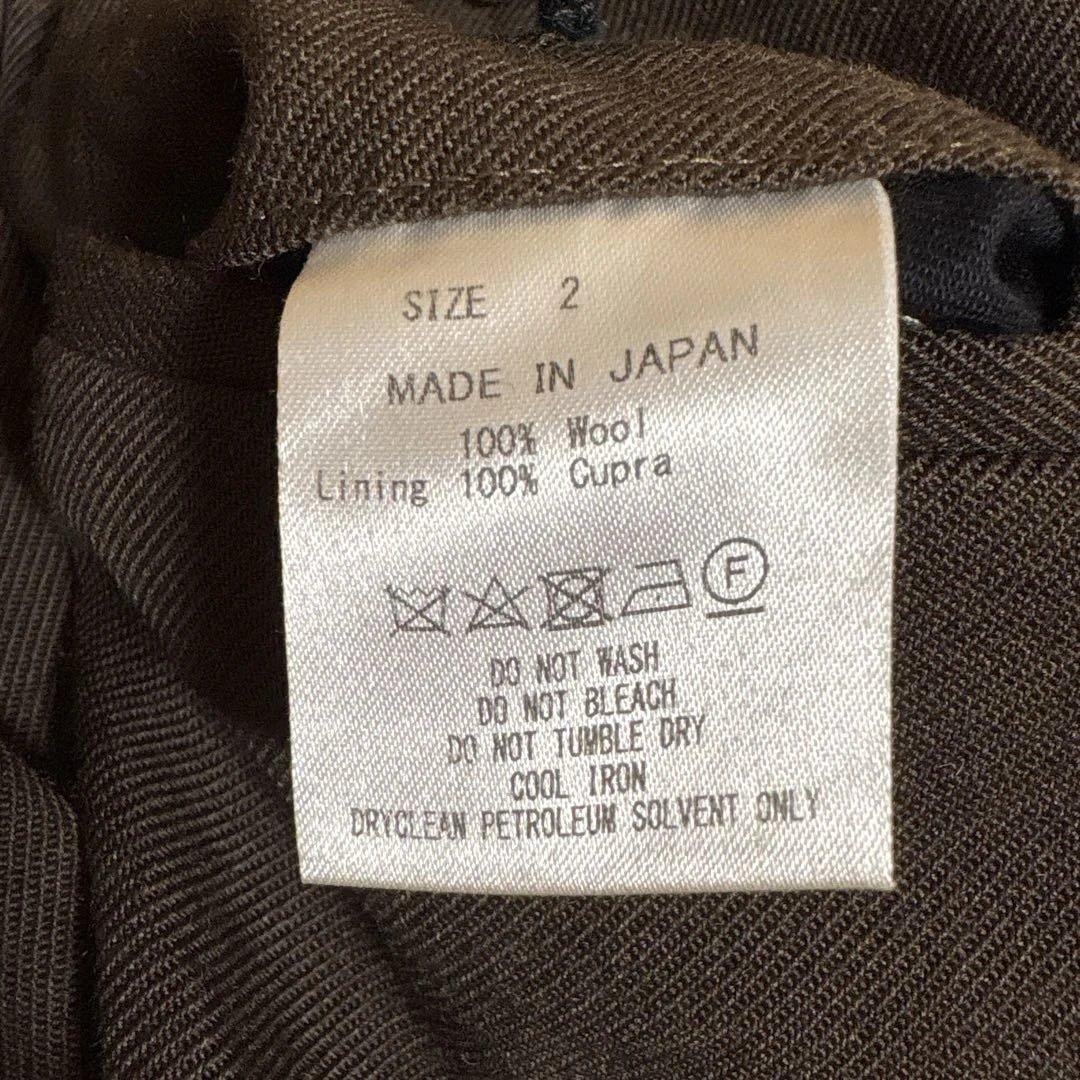 SIZE 2
MADE IN JAPAN
100% Wool
Lining 100% Cupra
F
DO NOT WASH
DO NOT BLEACH
DO NOT TUMBLE DRY
COOL IRON
DRYCLEAN PETROLEUM SOLVENT ONLY